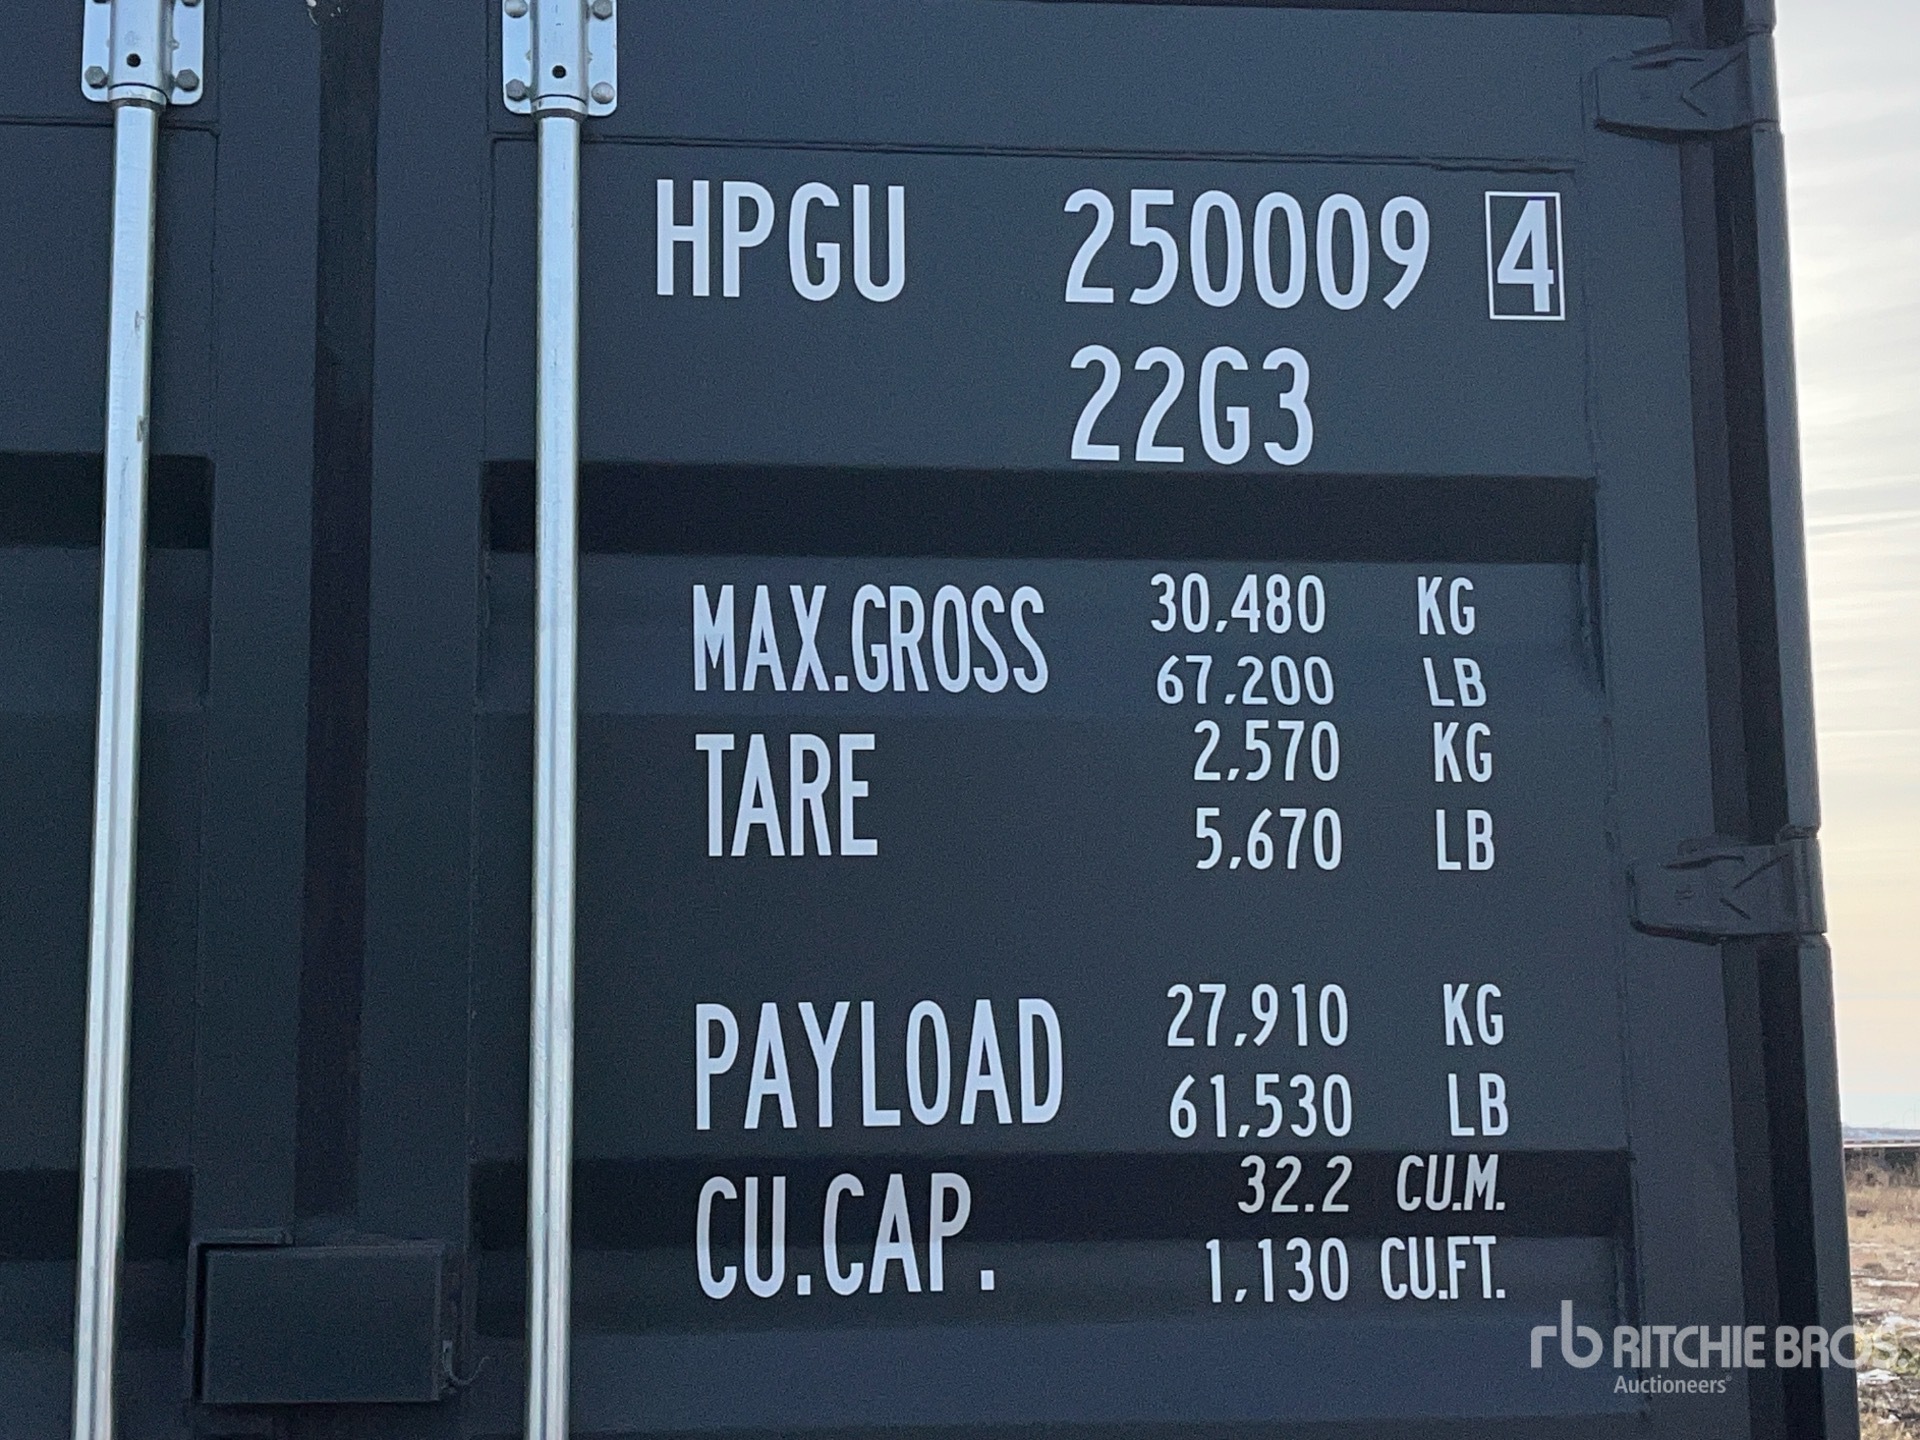 HPGU 250009 4
22G3
MAX.GROSS 30,480 KG
67,200 LB
TARE 2,570 KG
5,670 LB
PAYLOAD 27,910 KG
61,530 LB
CU.CAP. 32.2 CU.M.
1,130 CU.FT.
rb RITCHIE BROS.
Auctioneers